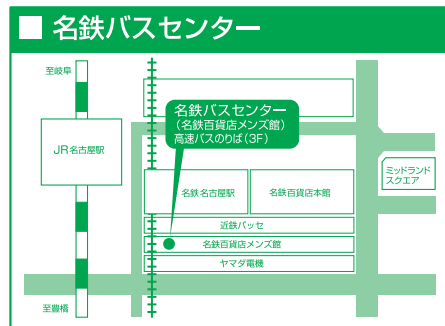 名鉄バスセンター
至岐阜
名鉄バスセンター
(名鉄百貨店メンズ館)
高速バスのりば(3F)
JR名古屋駅
ミッドランド
スクエア
名鉄名古屋駅
名鉄百貨店本館
近鉄パッセ
名鉄百貨店メンズ館
ヤマダ電機
至豊橋